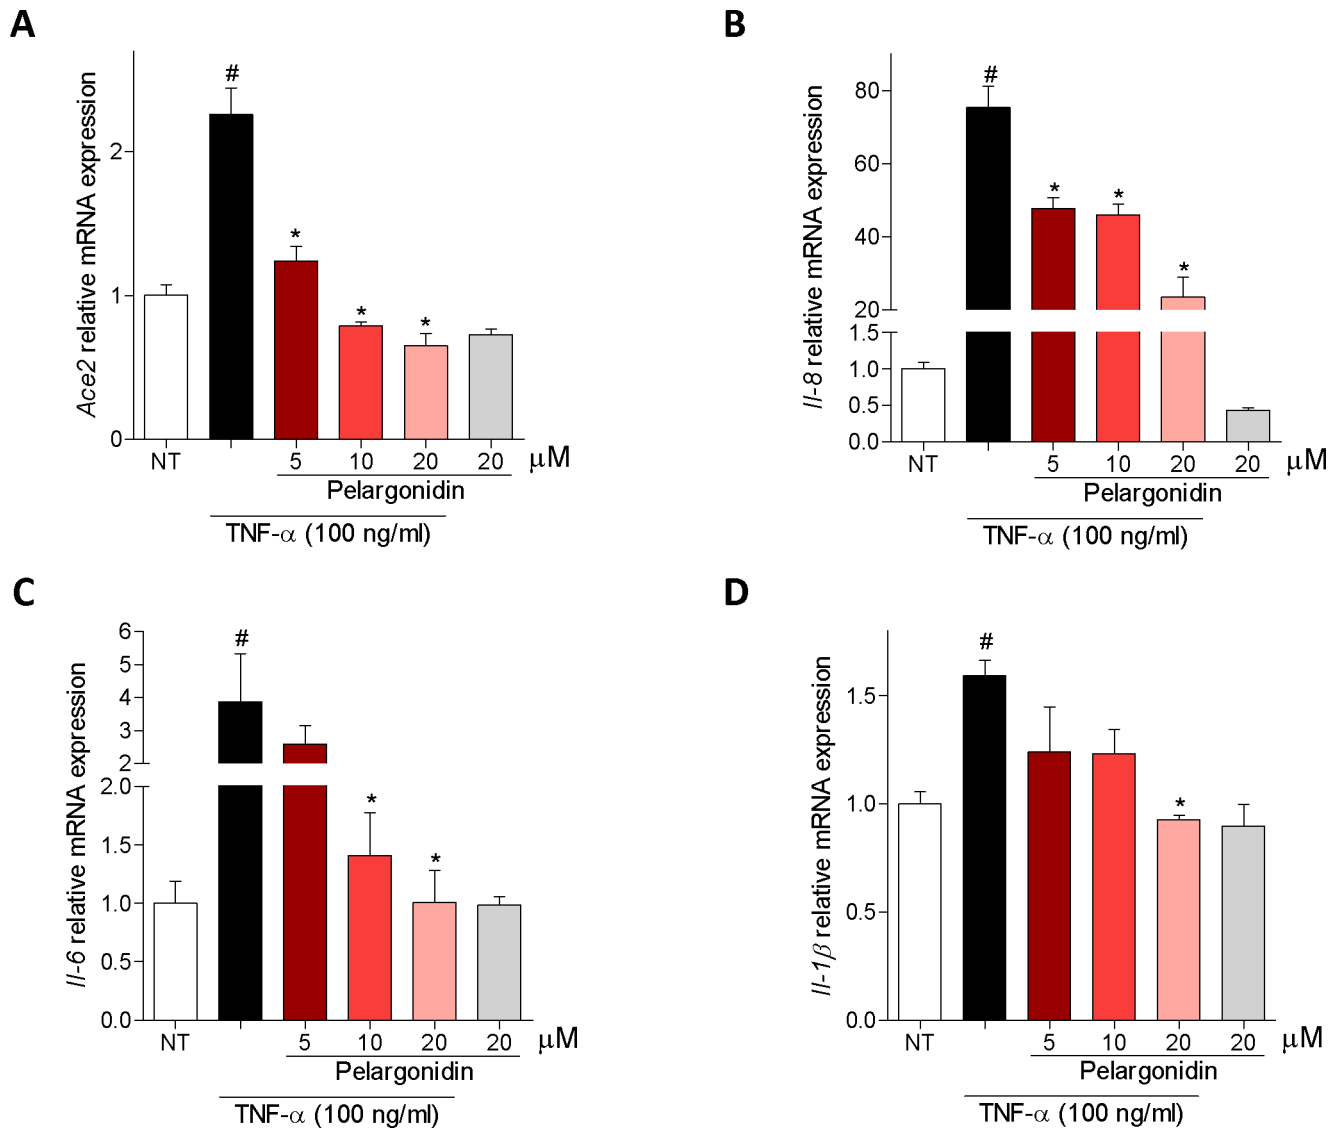 A
Ace2 relative mRNA expression
2
1
0
#
*
*
*
NT
5
10
20
20
μM
Pelargonidin
TNF-α (100 ng/ml)
B
Il-8 relative mRNA expression
80
60
40
20
1.5
1.0
0.5
0.0
#
*
*
*
NT
5
10
20
20
μM
Pelargonidin
TNF-α (100 ng/ml)
C
Il-6 relative mRNA expression
6
5
4
3
2
2.0
1.5
1.0
0.5
0.0
#
*
*
NT
5
10
20
20
μM
Pelargonidin
TNF-α (100 ng/ml)
D
Il-1β relative mRNA expression
1.5
1.0
0.5
0.0
#
*
NT
5
10
20
20
μM
Pelargonidin
TNF-α (100 ng/ml)